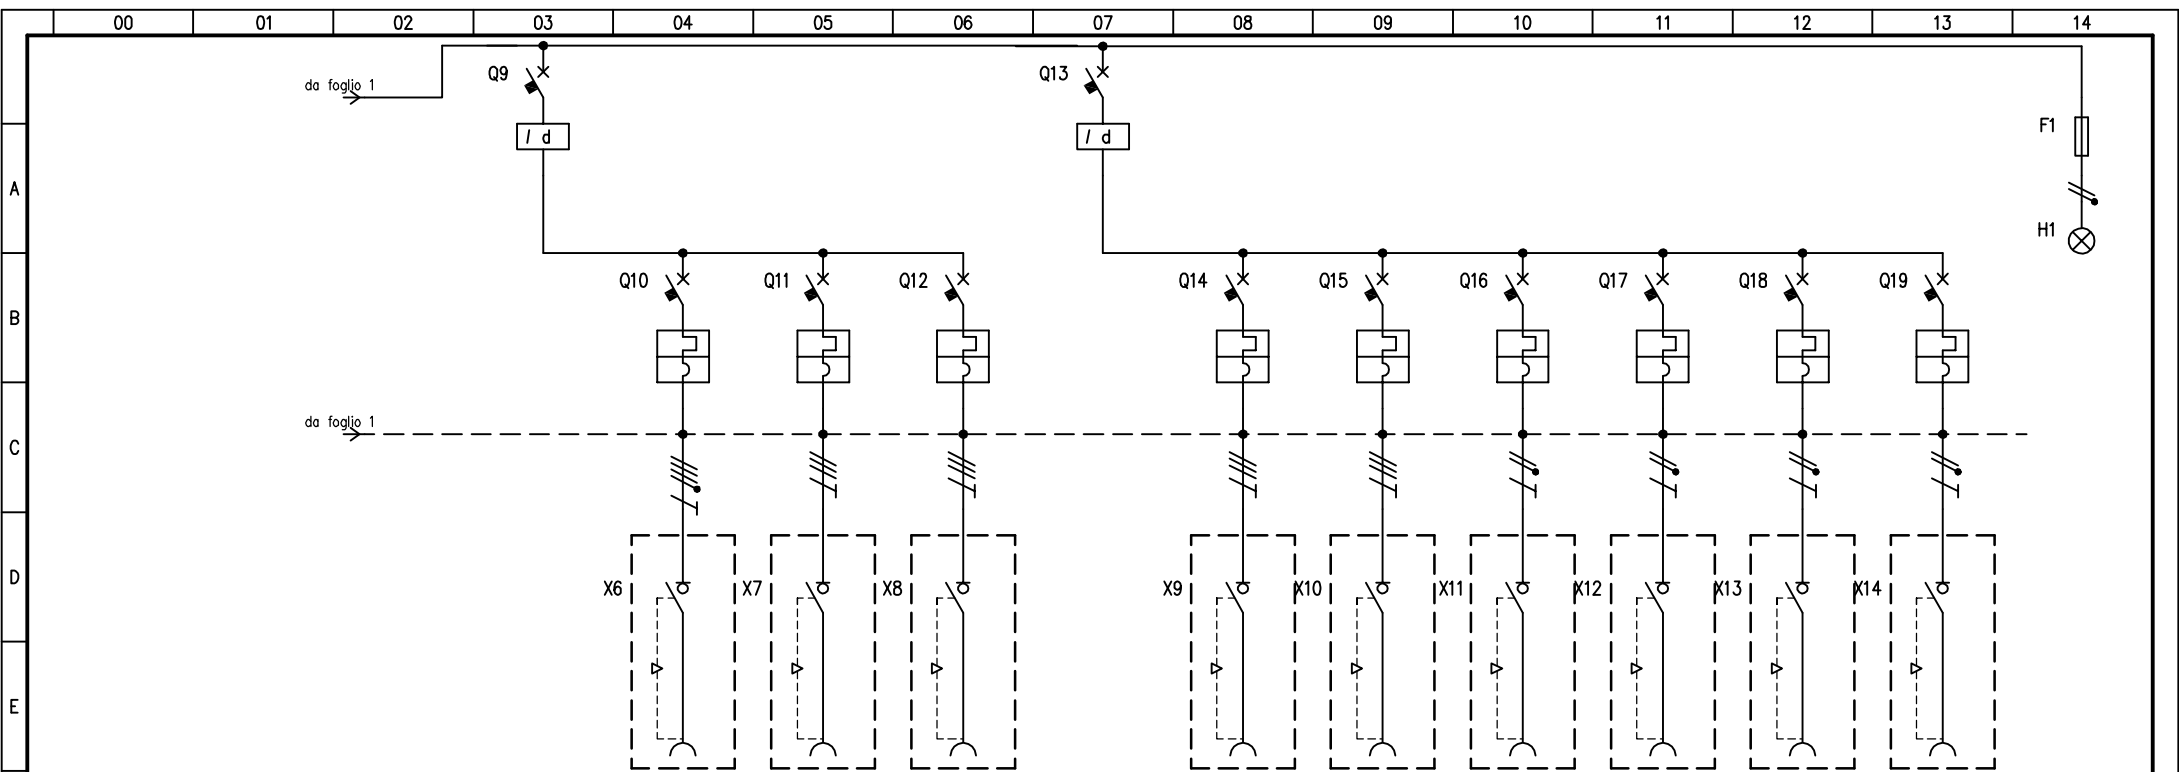 00 01 02 03 04 05 06 07 08 09 10 11 12 13 14
da foglio 1
Q9
Q13
I d
I d
F1
A
H1
Q10 Q11 Q12 Q14 Q15 Q16 Q17 Q18 Q19
B
da foglio 1
C
D
X6 X7 X8 X9 X10 X11 X12 X13 X14
E